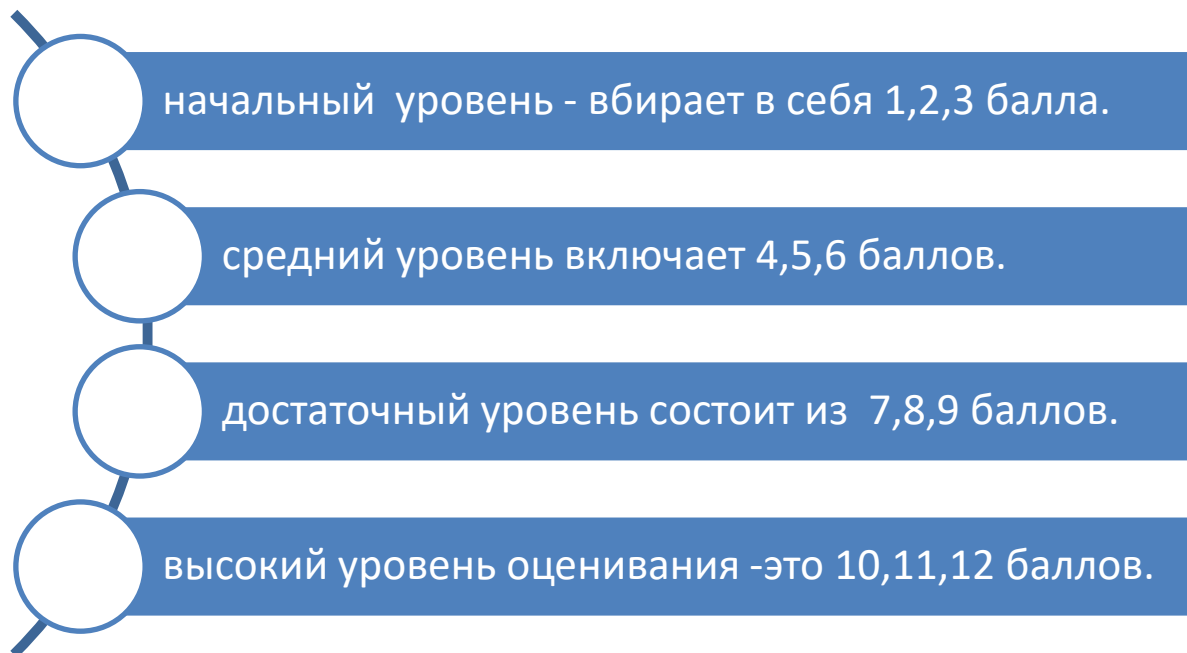 начальный  уровень - вбирает в себя 1,2,3 балла.
средний уровень включает 4,5,6 баллов.
достаточный уровень состоит из  7,8,9 баллов.
высокий уровень оценивания -это 10,11,12 баллов.